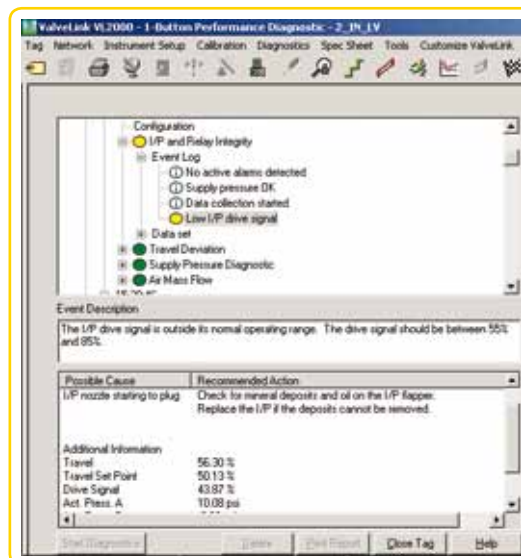 ValveLink VL2000 - 1-Button Performance Diagnostic - 2_IN_LV
Tag Network Instrument Setup Calibration Diagnostics Spec Sheet Tools Customize ValveLink
Configuration
I/P and Relay Integrity
Event Log
No active alarms detected
Supply pressure OK
Data collection started
Low I/P drive signal
Data set
Travel Deviation
Supply Pressure Diagnostic
Air Mass Flow
Event Description
The I/P drive signal is outside its normal operating range. The drive signal should be between 55%
and 85%.
Possible Cause Recommended Action
I/P nozzle starting to plug Check for mineral deposits and oil on the I/P flapper.
Replace the I/P if the deposits cannot be removed.
Additional Information
Travel 56.30 %
Travel Set Point 50.13 %
Drive Signal 43.87 %
Act. Press. A 10.08 psi
Start Diagnostics Delete Print Report Close Tag Help